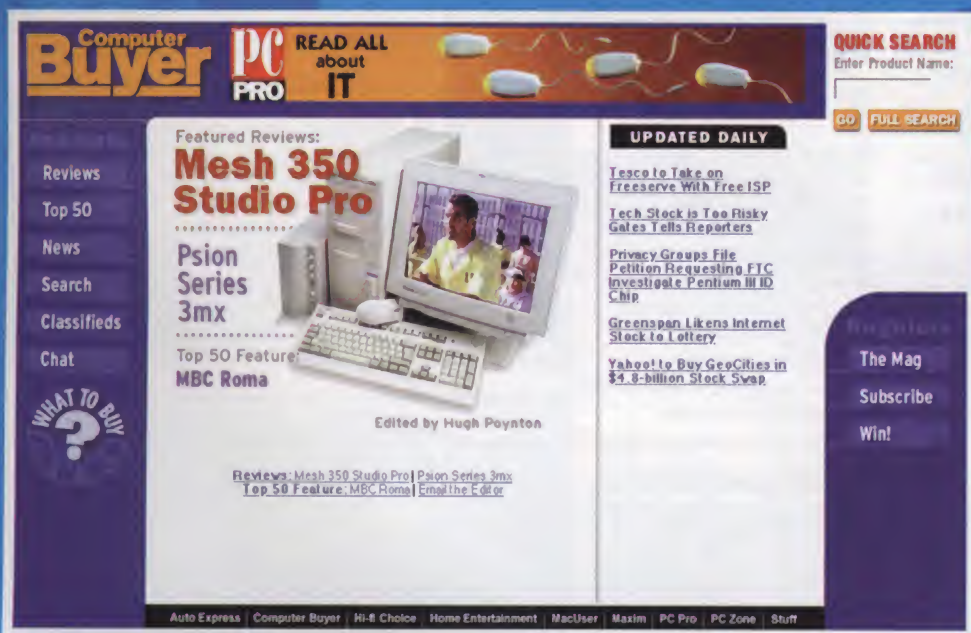 Computer
Buyer
PC
PRO
READ ALL
about
IT
QUICK SEARCH
Enter Product Name:
GO
FULL SEARCH
Reviews
Top 50
News
Search
Classifieds
Chat
WHAT TO BUY
?
Featured Reviews:
Mesh 350
Studio Pro
Psion
Series
3mx
Top 50 Feature:
MBC Roma
Edited by Hugh Poynton
Reviews: Mesh 350 Studio Pro | Psion Series 3mx
Top 50 Feature: MBC Roma | Email the Editor
UPDATED DAILY
Tesco to Take on
Freeserve With Free ISP
Tech Stock is Too Risky
Gates Tells Reporters
Privacy Groups File
Petition Requesting FTC
Investigate Pentium III ID
Chip
Greenspan Likens Internet
Stock to Lottery
Yahoo! to Buy GeoCities in
$4.8-billion Stock Swap
Regulars
The Mag
Subscribe
Win!
Auto Express Computer Buyer Hi-fi Choice Home Entertainment MacUser Maxim PC Pro PC Zone Stuff